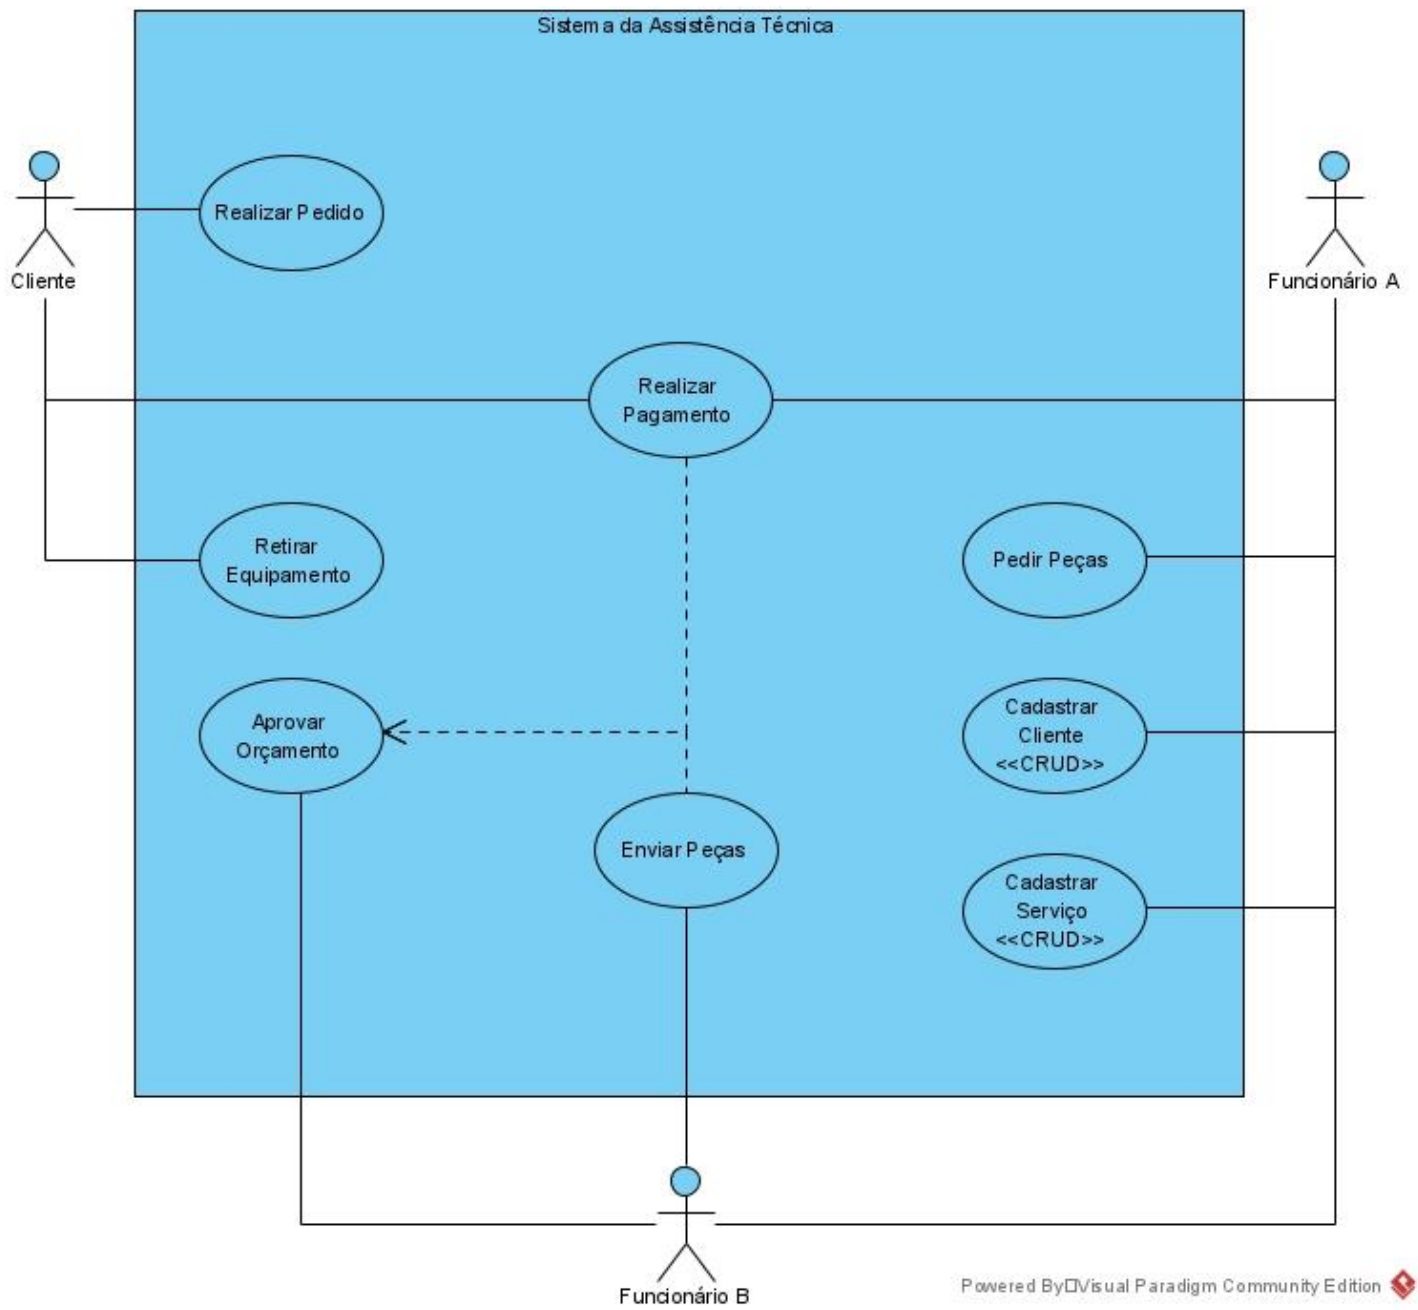 Sistema da Assistência Técnica
Realizar Pedido
Cliente
Funcionário A
Realizar
Pagamento
Retirar
Equipamento
Pedir Peças
Aprovar
Orçamento
Cadastrar
Cliente
<<CRUD>>
Enviar Peças
Cadastrar
Serviço
<<CRUD>>
Funcionário B
Powered By□Visual Paradigm Community Edition